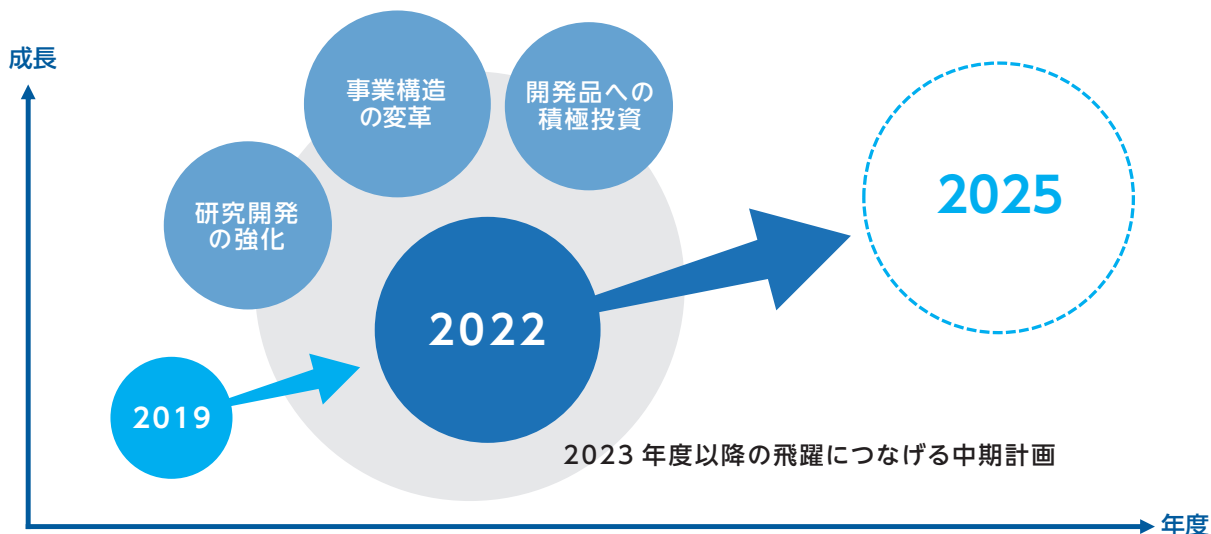 成長
事業構造
の変革
開発品への
積極投資
研究開発
の強化
2025
2022
2019
2023 年度以降の飛躍につなげる中期計画
年度